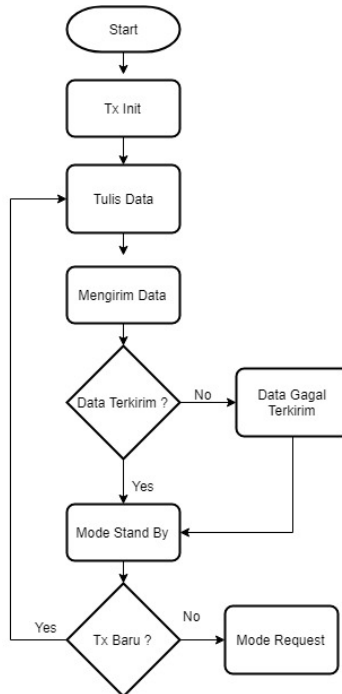 Start
Tx Init
Tulis Data
Mengirim Data
Data Terkirim ?
No
Data Gagal
Terkirim
Yes
Mode Stand By
Yes
Tx Baru ?
No
Mode Request